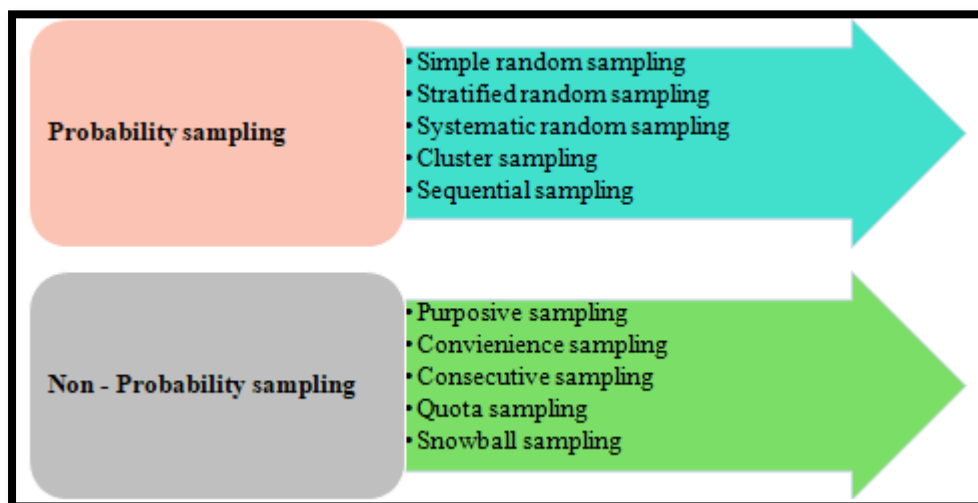 Probability sampling
• Simple random sampling
• Stratified random sampling
• Systematic random sampling
• Cluster sampling
• Sequential sampling
Non - Probability sampling
• Purposive sampling
• Convienience sampling
• Consecutive sampling
• Quota sampling
• Snowball sampling